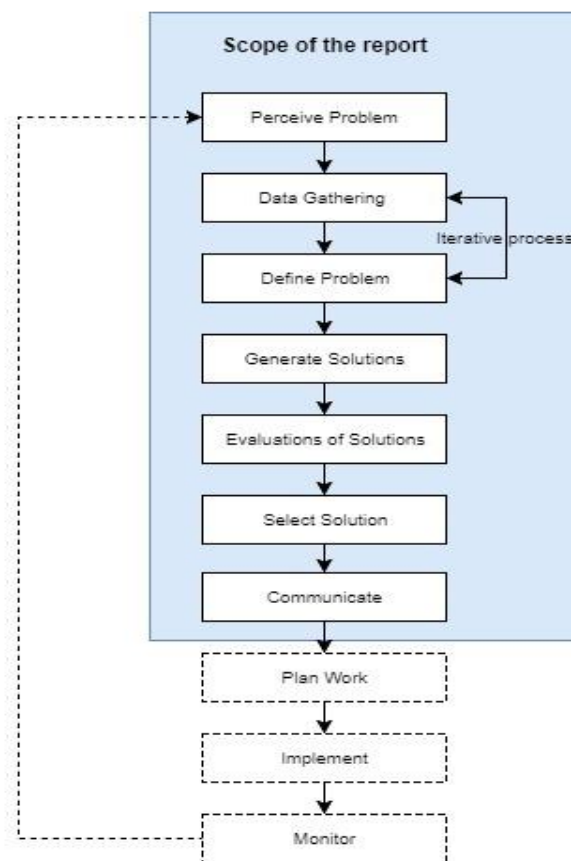 Scope of the report
Perceive Problem
Data Gathering
Iterative process
Define Problem
Generate Solutions
Evaluations of Solutions
Select Solution
Communicate
Plan Work
Implement
Monitor